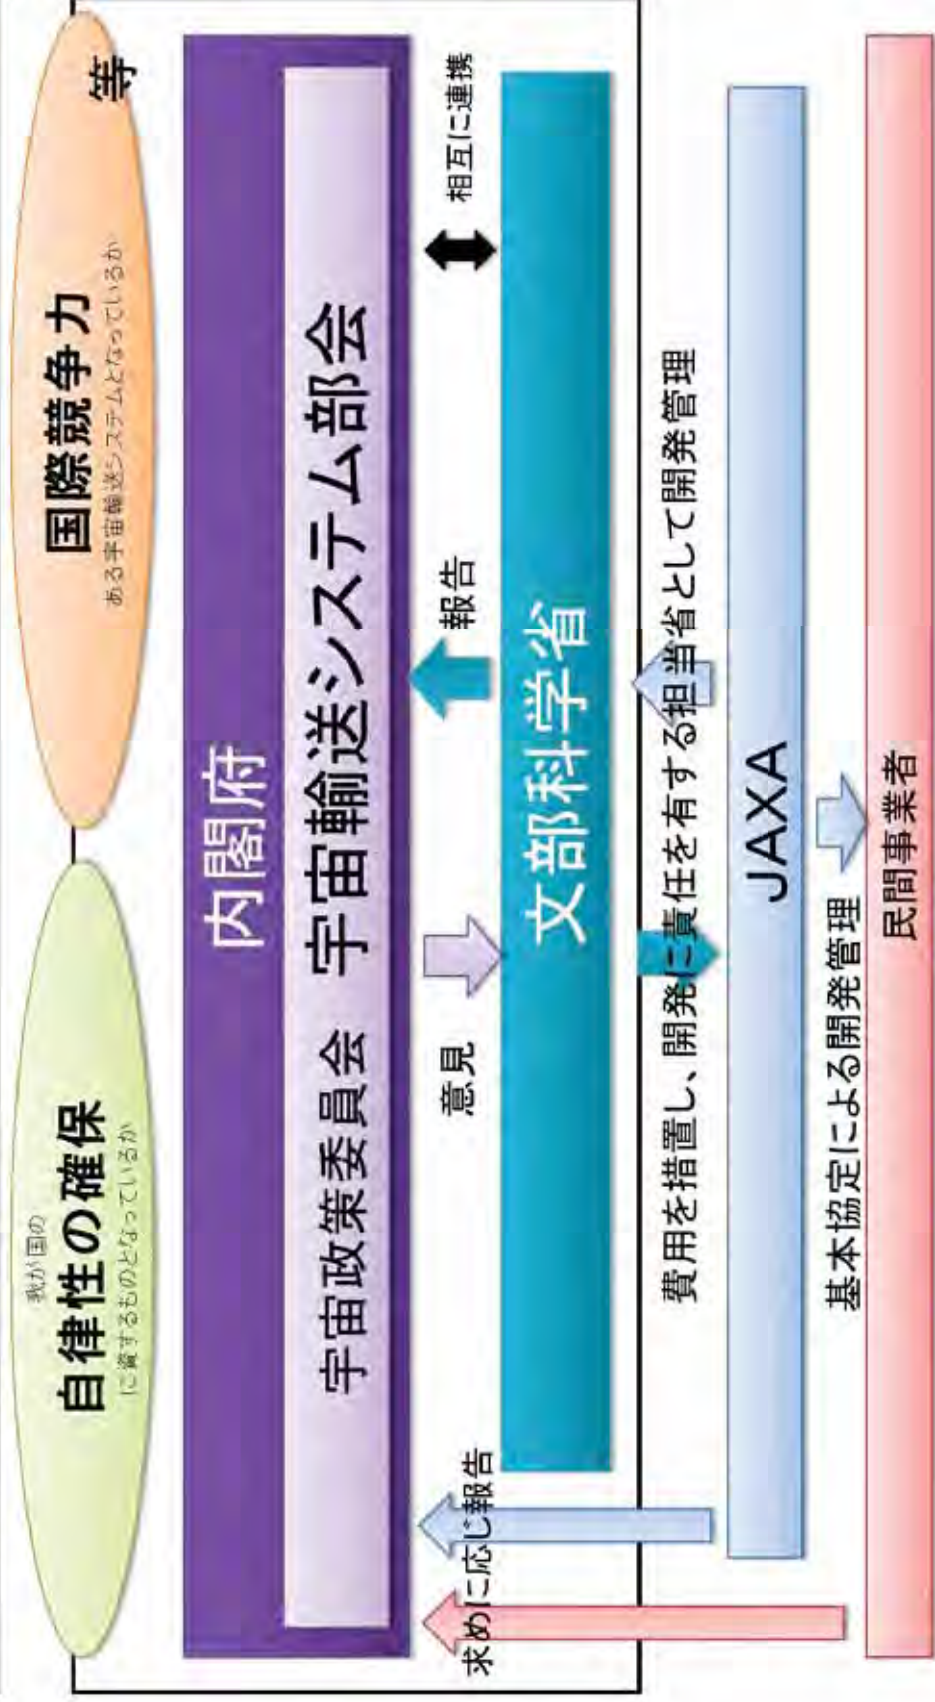 我が国の
自律性の確保
に資するものとなっているか
国際競争力
ある宇宙輸送システムとなっているか
等
内閣府
宇宙政策委員会 宇宙輸送システム部会
求めに応じ報告
意見
報告
相互に連携
文部科学省
費用を措置し、開発に責任を有する担当省として開発管理
JAXA
基本協定による開発管理
民間事業者